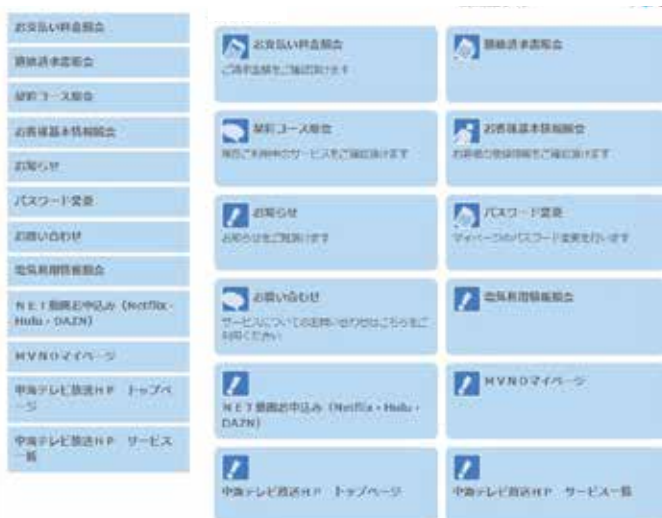 お支払い料金照会
請求書照会
契約コース照会
お客様基本情報照会
お知らせ
パスワード変更
お問い合わせ
電気利用情報照会
NET動画お申込み（Netflix・
Hulu・DAZN）
MVNOマイページ
中海テレビ放送HP　トップペ
ージ
中海テレビ放送HP　サービス
一覧
お支払い料金照会
ご請求金額をご確認頂けます
請求書照会
契約コース照会
現在ご利用中のサービスをご確認頂けます
お客様基本情報照会
お客様の登録情報をご確認頂けます
お知らせ
お知らせをご覧頂けます
パスワード変更
マイページのパスワード変更を行います
お問い合わせ
サービスについてのお問い合わせはこちらをご
利用ください
電気利用情報照会
NET動画お申込み（Netflix・Hulu・
DAZN）
MVNOマイページ
中海テレビ放送HP　トップページ
中海テレビ放送HP　サービス一覧